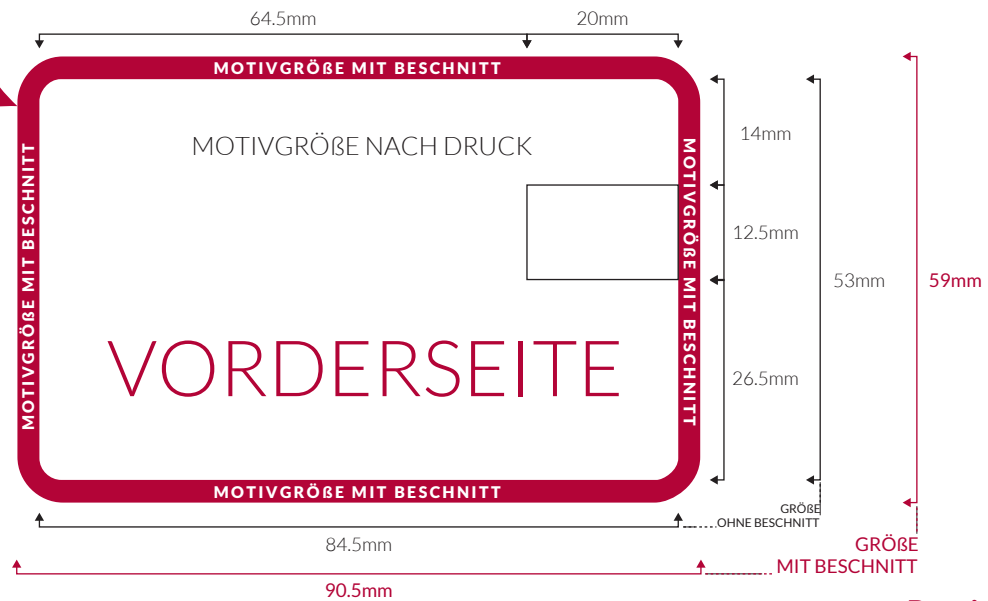 64.5mm
20mm
MOTIVGRÖßE MIT BESCHNITT
MOTIVGRÖßE NACH DRUCK
14mm
MOTIVGRÖßE MIT BESCHNITT
MOTIVGRÖßE MIT BESCHNITT
12.5mm
53mm
59mm
VORDERSEITE
26.5mm
MOTIVGRÖßE MIT BESCHNITT
GRÖßE
OHNE BESCHNITT
84.5mm
GRÖßE
MIT BESCHNITT
90.5mm